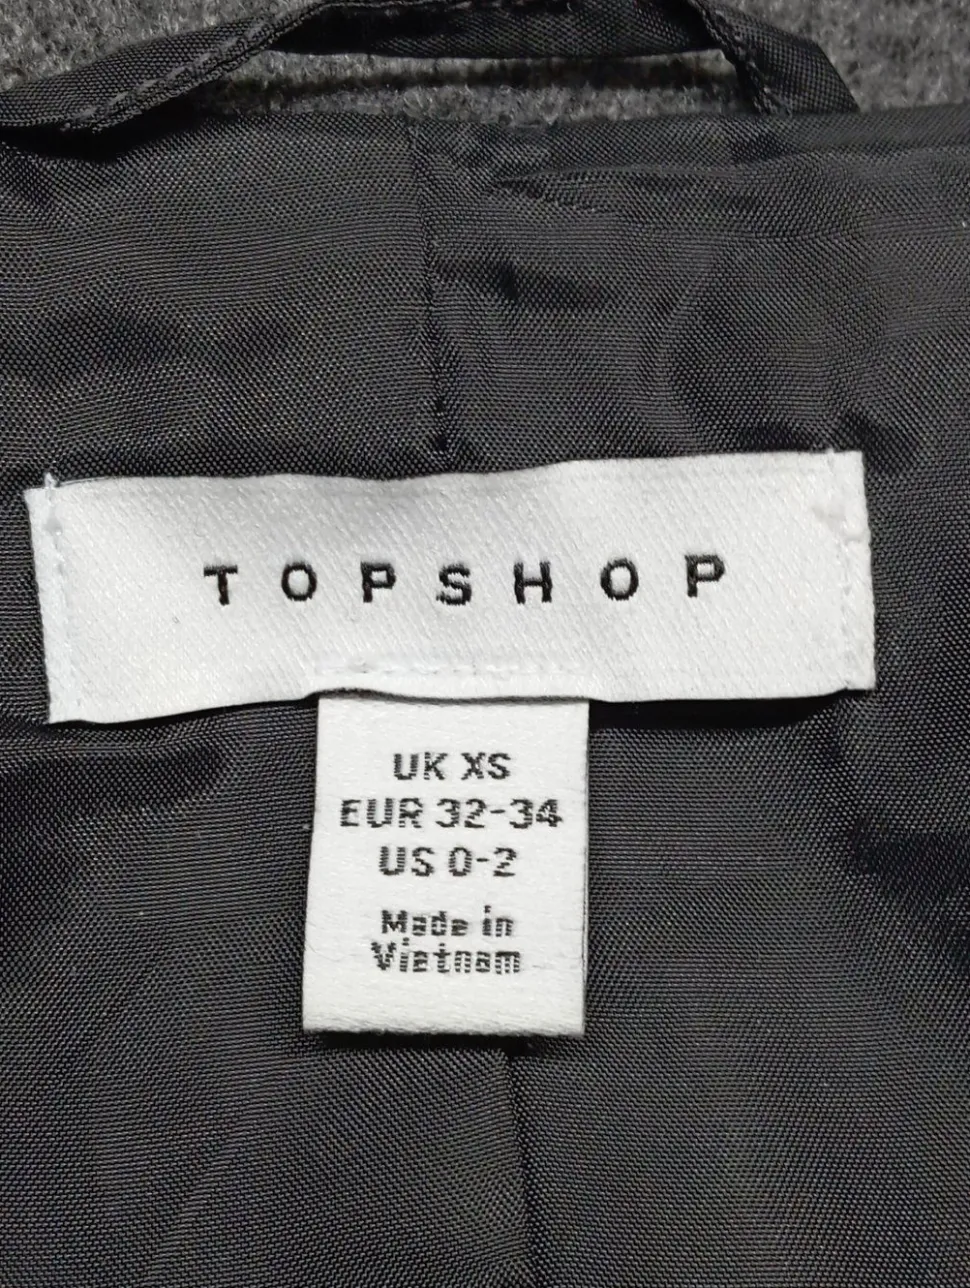 TOPSHOP
UK XS
EUR 32-34
US 0-2
Made in
Vietnam